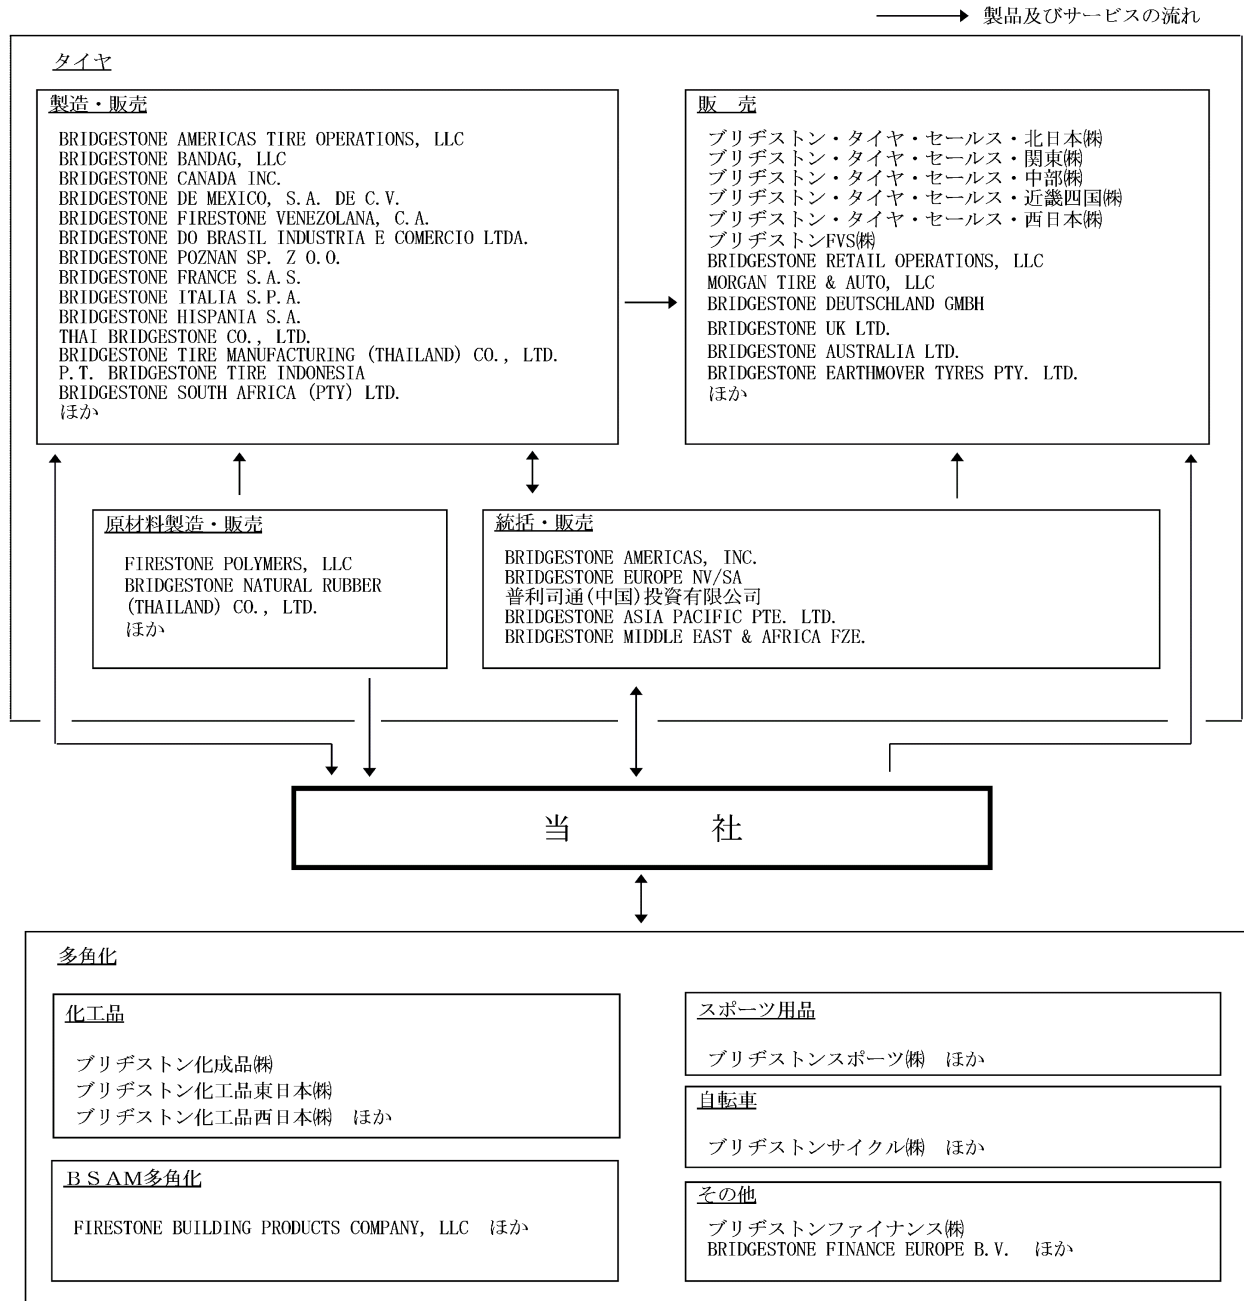 製品及びサービスの流れ
タイヤ
製造・販売
BRIDGESTONE AMERICAS TIRE OPERATIONS, LLC
BRIDGESTONE BANDAG, LLC
BRIDGESTONE CANADA INC.
BRIDGESTONE DE MEXICO, S.A. DE C.V.
BRIDGESTONE FIRESTONE VENEZOLANA, C.A.
BRIDGESTONE DO BRASIL INDUSTRIA E COMERCIO LTDA.
BRIDGESTONE POZNAN SP. Z O.O.
BRIDGESTONE FRANCE S.A.S.
BRIDGESTONE ITALIA S.P.A.
BRIDGESTONE HISPANIA S.A.
THAI BRIDGESTONE CO., LTD.
BRIDGESTONE TIRE MANUFACTURING (THAILAND) CO., LTD.
P.T. BRIDGESTONE TIRE INDONESIA
BRIDGESTONE SOUTH AFRICA (PTY) LTD.
ほか
販　売
ブリヂストン・タイヤ・セールス・北日本㈱
ブリヂストン・タイヤ・セールス・関東㈱
ブリヂストン・タイヤ・セールス・中部㈱
ブリヂストン・タイヤ・セールス・近畿四国㈱
ブリヂストン・タイヤ・セールス・西日本㈱
ブリヂストンFVS㈱
BRIDGESTONE RETAIL OPERATIONS, LLC
MORGAN TIRE & AUTO, LLC
BRIDGESTONE DEUTSCHLAND GMBH
BRIDGESTONE UK LTD.
BRIDGESTONE AUSTRALIA LTD.
BRIDGESTONE EARTHMOVER TYRES PTY. LTD.
ほか
原材料製造・販売
FIRESTONE POLYMERS, LLC
BRIDGESTONE NATURAL RUBBER
(THAILAND) CO., LTD.
ほか
統括・販売
BRIDGESTONE AMERICAS, INC.
BRIDGESTONE EUROPE NV/SA
普利司通(中国)投資有限公司
BRIDGESTONE ASIA PACIFIC PTE. LTD.
BRIDGESTONE MIDDLE EAST & AFRICA FZE.
当　社
多角化
化工品
ブリヂストン化成品㈱
ブリヂストン化工品東日本㈱
ブリヂストン化工品西日本㈱　ほか
ＢＳＡＭ多角化
FIRESTONE BUILDING PRODUCTS COMPANY, LLC　ほか
スポーツ用品
ブリヂストンスポーツ㈱　ほか
自転車
ブリヂストンサイクル㈱　ほか
その他
ブリヂストンファイナンス㈱
BRIDGESTONE FINANCE EUROPE B.V.　ほか